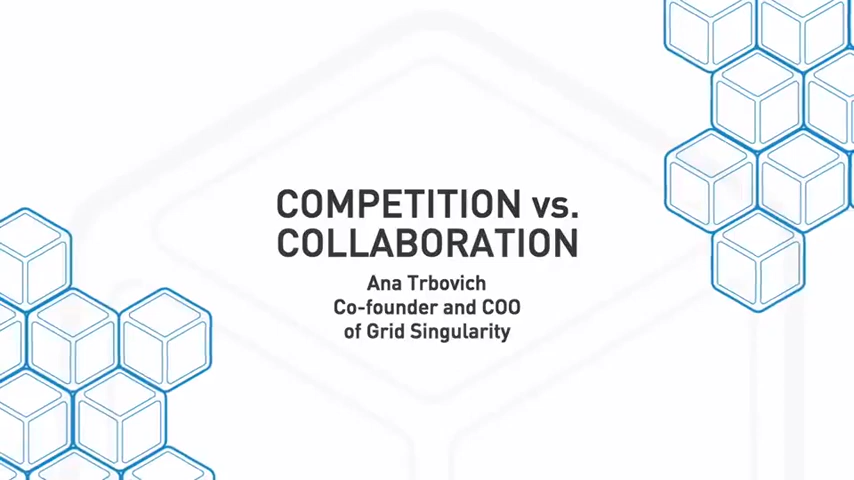 COMPETITION vs.
COLLABORATION
Ana Trbovich
Co-founder and COO
of Grid Singularity